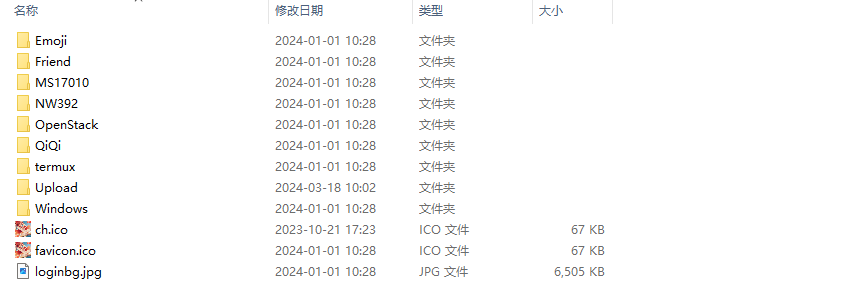 名称 修改日期 类型 大小
Emoji 2024-01-01 10:28 文件夹
Friend 2024-01-01 10:28 文件夹
MS17010 2024-01-01 10:28 文件夹
NW392 2024-01-01 10:28 文件夹
OpenStack 2024-01-01 10:28 文件夹
QiQi 2024-01-01 10:28 文件夹
termux 2024-01-01 10:28 文件夹
Upload 2024-03-18 10:02 文件夹
Windows 2024-01-01 10:28 文件夹
ch.ico 2023-10-21 17:23 ICO 文件 67 KB
favicon.ico 2024-01-01 10:28 ICO 文件 67 KB
loginbg.jpg 2024-01-01 10:28 JPG 文件 6,505 KB